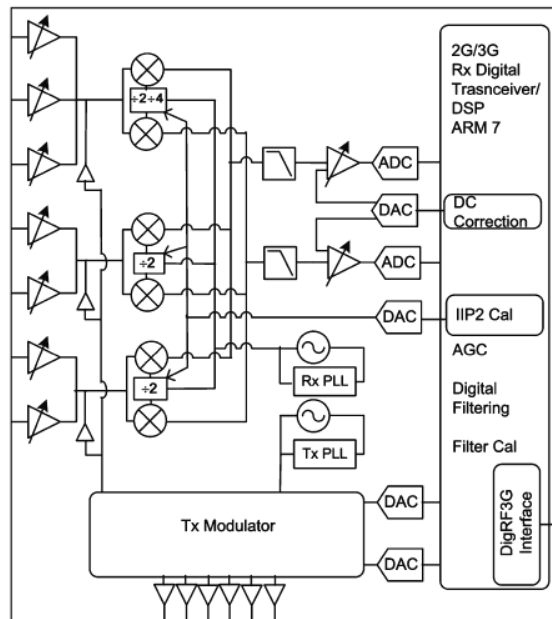 2G/3G
Rx Digital
Trasnceiver/
DSP
ARM 7
÷2÷4
ADC
DAC
DC
Correction
÷2
ADC
DAC
IIP2 Cal
AGC
÷2
Rx PLL
Digital
Filtering
Tx PLL
Filter Cal
Tx Modulator
DAC
DAC
DigRF3G
Interface